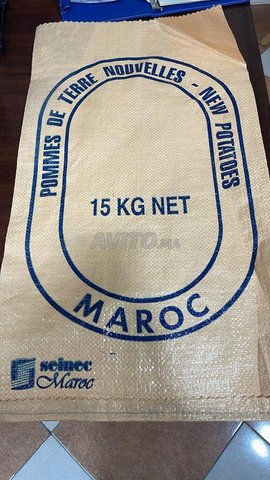 POMMES DE TERRE NOUVELLES - NEW POTATOES
15 KG NET
AVITO.ma
MAROC
seinec
Maroc